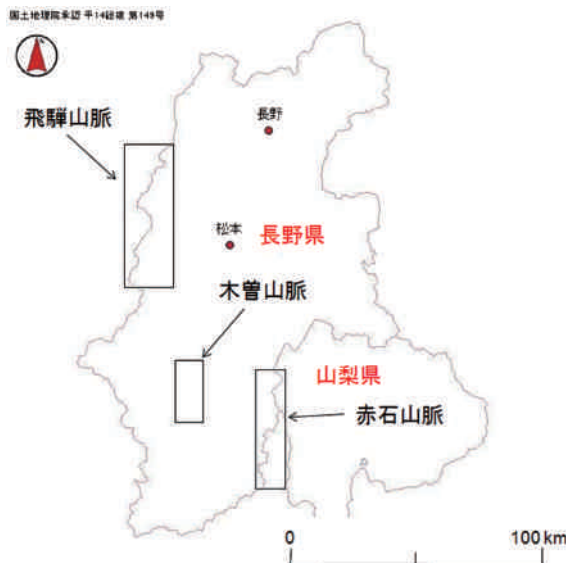 国土地理院承認 平14総複 第149号
飛騨山脈
長野
松本
長野県
木曽山脈
山梨県
赤石山脈
0
100 km